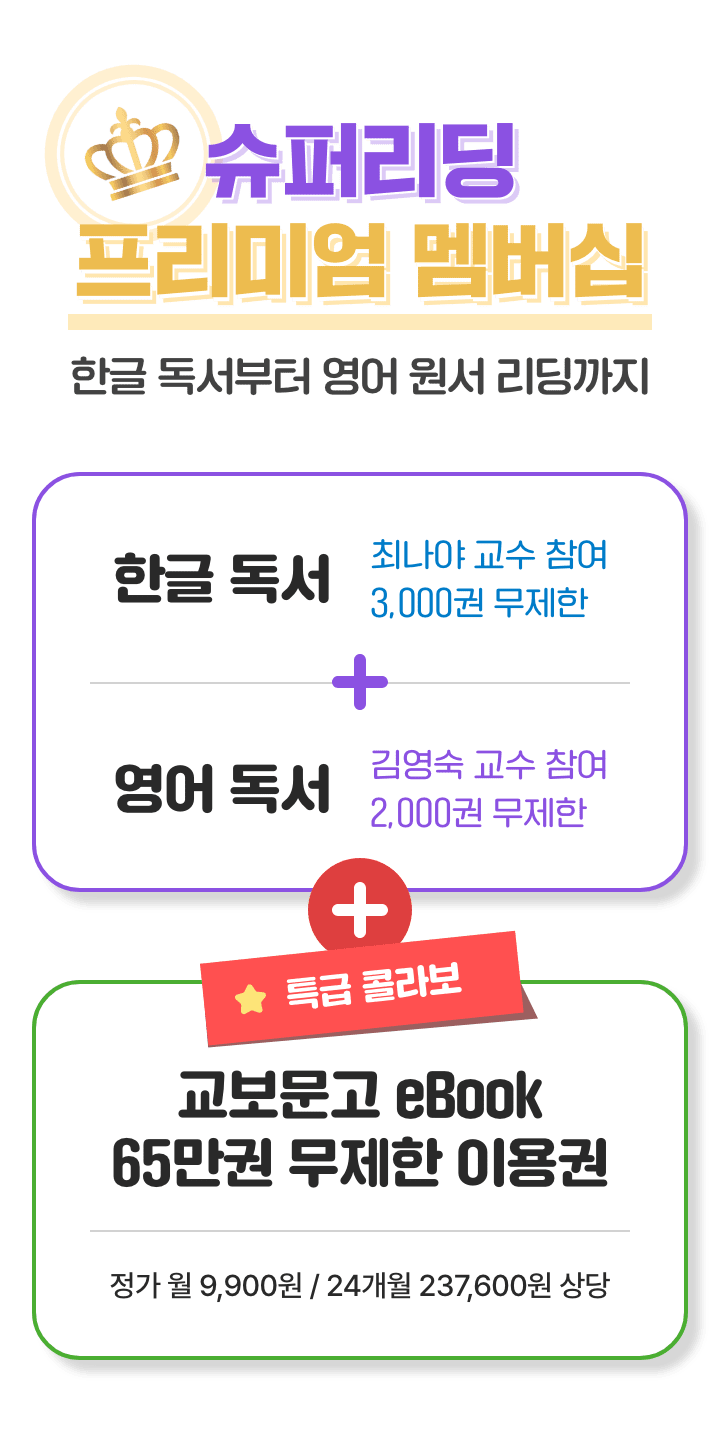 슈퍼리딩
프리미엄 멤버십
한글 독서부터 영어 원서 리딩까지
한글 독서
최나야 교수 참여
3,000권 무제한
영어 독서
김영숙 교수 참여
2,000권 무제한
특급 콜라보
교보문고 eBook
65만권 무제한 이용권
정가 월 9,900원 / 24개월 237,600원 상당